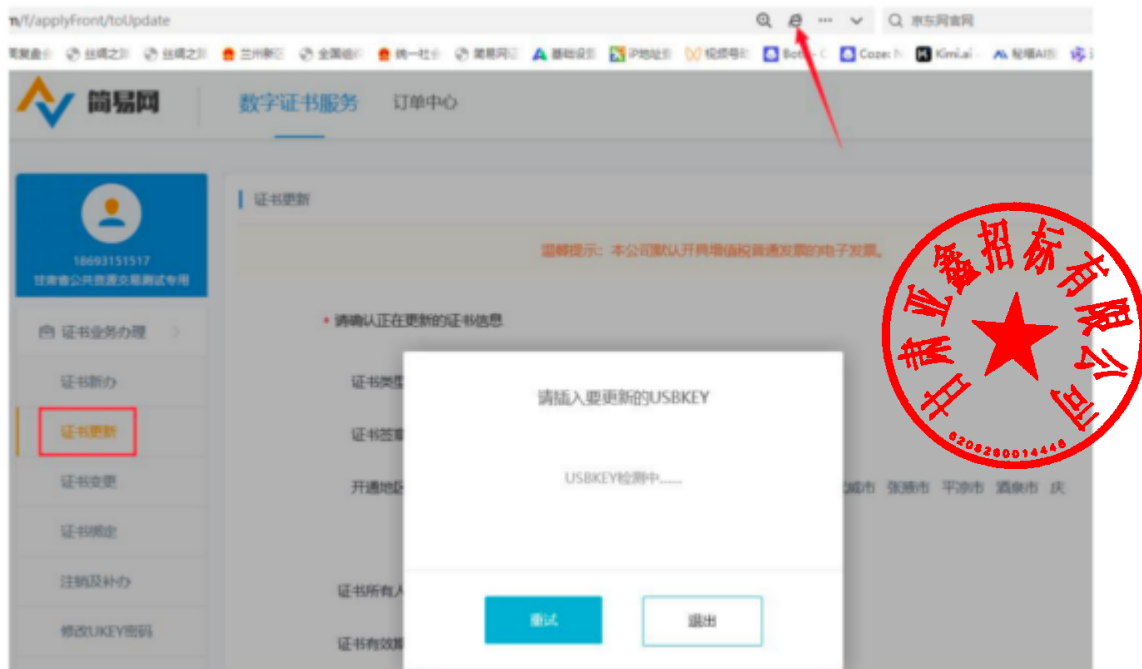 n/f/applyFront/toUpdate
京东网官网
简易网
数字证书服务
订单中心
18693151517
甘肃省公共资源交易测试专用
证书业务办理
证书新办
证书更新
证书变更
证书绑定
注销及补办
修改UKEY密码
证书更新
温馨提示：本公司默认开具增值税普通发票的电子发票。
* 请确认正在更新的证书信息
证书类型
证书签章
开通地区
威市 张掖市 平凉市 酒泉市 庆
证书所有人
证书有效期
请插入要更新的USBKEY
USBKEY检测中......
重试
退出
甘肃亚鑫招标有限公司
6208280014446